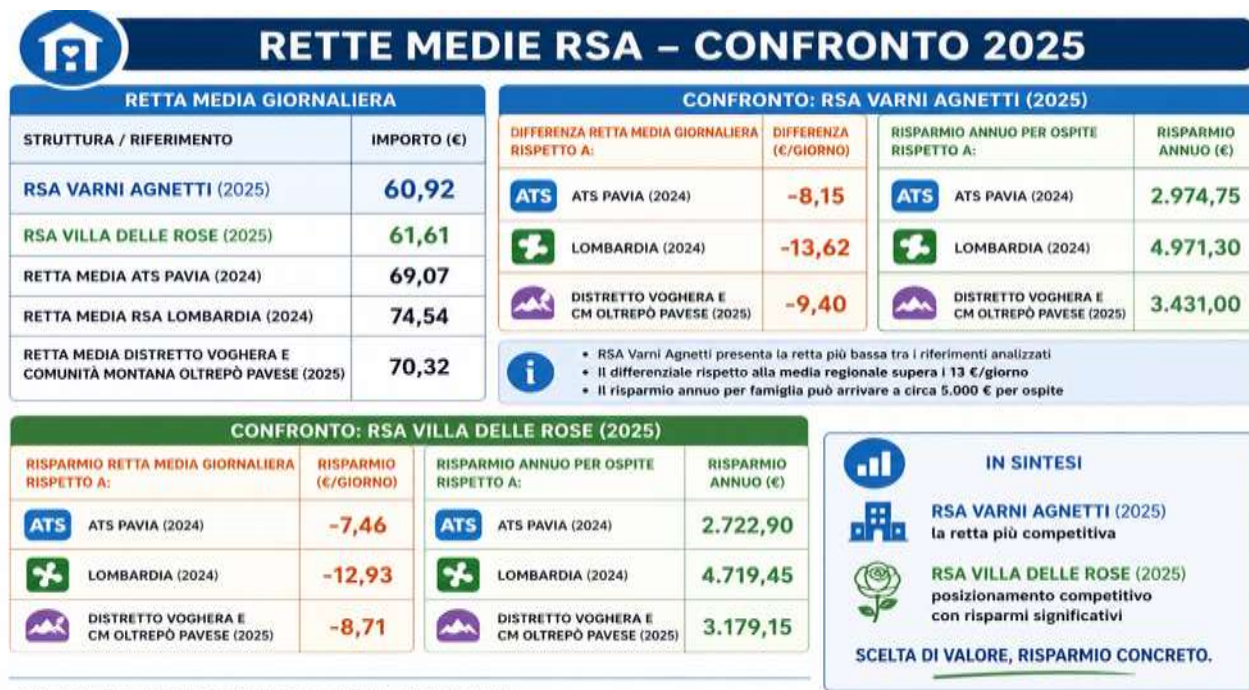 RETTE MEDIE RSA – CONFRONTO 2025
RETTA MEDIA GIORNALIERA
STRUTTURA / RIFERIMENTO IMPORTO (€)
RSA VARNI AGNETTI (2025) 60,92
RSA VILLA DELLE ROSE (2025) 61,61
RETTA MEDIA ATS PAVIA (2024) 69,07
RETTA MEDIA RSA LOMBARDIA (2024) 74,54
RETTA MEDIA DISTRETTO VOGHERA E
COMUNITÀ MONTANA OLTREPÒ PAVESE (2025) 70,32
CONFRONTO: RSA VARNI AGNETTI (2025)
DIFFERENZA RETTA MEDIA GIORNALIERA
RISPETTO A:
DIFFERENZA
(€/GIORNO)
ATS ATS PAVIA (2024) -8,15
LOMBARDIA (2024) -13,62
DISTRETTO VOGHERA E
CM OLTREPÒ PAVESE (2025) -9,40
RISPARMIO ANNUO PER OSPITE
RISPETTO A:
RISPARMIO
ANNUO (€)
ATS ATS PAVIA (2024) 2.974,75
LOMBARDIA (2024) 4.971,30
DISTRETTO VOGHERA E
CM OLTREPÒ PAVESE (2025) 3.431,00
i
• RSA Varni Agnetti presenta la retta più bassa tra i riferimenti analizzati
• Il differenziale rispetto alla media regionale supera i 13 €/giorno
• Il risparmio annuo per famiglia può arrivare a circa 5.000 € per ospite
CONFRONTO: RSA VILLA DELLE ROSE (2025)
RISPARMIO RETTA MEDIA GIORNALIERA
RISPETTO A:
RISPARMIO
(€/GIORNO)
ATS ATS PAVIA (2024) -7,46
LOMBARDIA (2024) -12,93
DISTRETTO VOGHERA E
CM OLTREPÒ PAVESE (2025) -8,71
RISPARMIO ANNUO PER OSPITE
RISPETTO A:
RISPARMIO
ANNUO (€)
ATS ATS PAVIA (2024) 2.722,90
LOMBARDIA (2024) 4.719,45
DISTRETTO VOGHERA E
CM OLTREPÒ PAVESE (2025) 3.179,15
IN SINTESI
RSA VARNI AGNETTI (2025)
la retta più competitiva
RSA VILLA DELLE ROSE (2025)
posizionamento competitivo
con risparmi significativi
SCELTA DI VALORE, RISPARMIO CONCRETO.